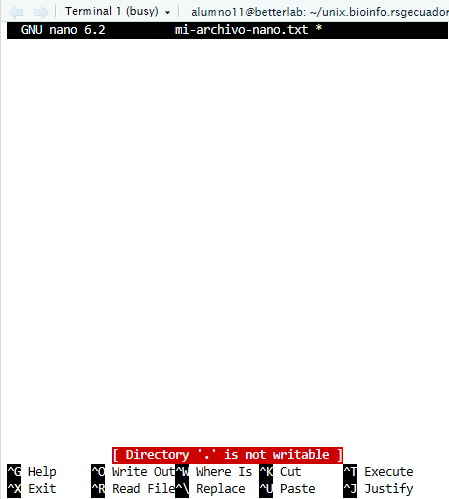 Terminal 1 (busy) alumno11@betterlab: ~/unix.bioinfo.rsgecuador
GNU nano 6.2 mi-archivo-nano.txt *
[ Directory '.' is not writable ]
^G Help ^O Write Out ^W Where Is ^K Cut ^T Execute
^X Exit ^R Read File ^\ Replace ^U Paste ^J Justify